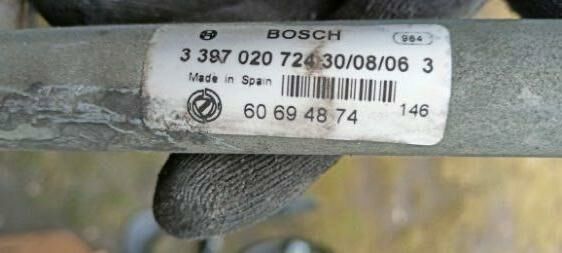 BOSCH 984
3 397 020 724 30/08/06 3
Made in Spain
60 69 48 74 146